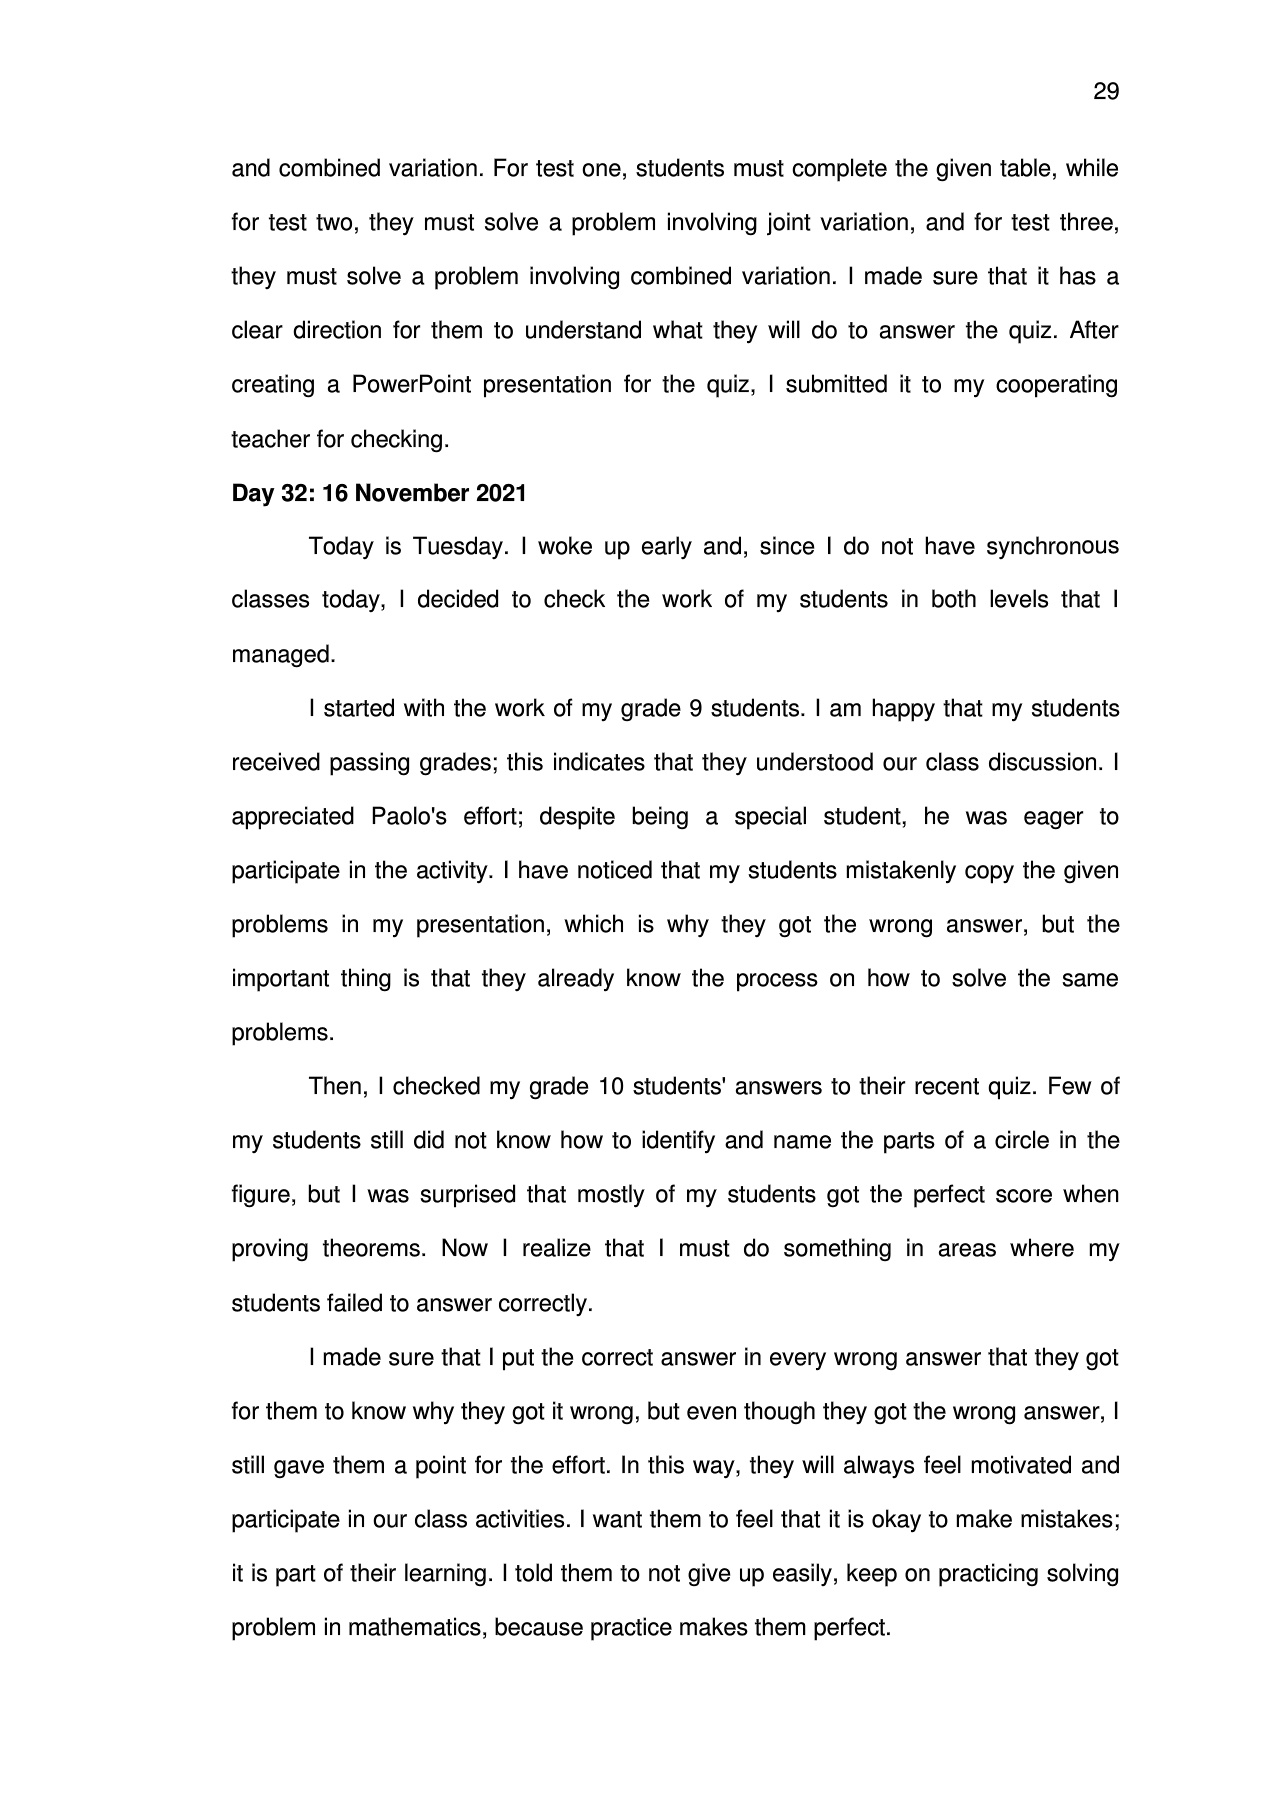 29
and combined variation. For test one, students must complete the given table, while
for test two, they must solve a problem involving joint variation, and for test three,
they must solve a problem involving combined variation. I made sure that it has a
clear direction for them to understand what they will do to answer the quiz. After
creating a PowerPoint presentation for the quiz, I submitted it to my cooperating
teacher for checking.
Day 32: 16 November 2021
Today is Tuesday. I woke up early and, since I do not have synchronous
classes today, I decided to check the work of my students in both levels that I
managed.
I started with the work of my grade 9 students. I am happy that my students
received passing grades; this indicates that they understood our class discussion. I
appreciated Paolo's effort; despite being a special student, he was eager to
participate in the activity. I have noticed that my students mistakenly copy the given
problems in my presentation, which is why they got the wrong answer, but the
important thing is that they already know the process on how to solve the same
problems.
Then, I checked my grade 10 students' answers to their recent quiz. Few of
my students still did not know how to identify and name the parts of a circle in the
figure, but I was surprised that mostly of my students got the perfect score when
proving theorems. Now I realize that I must do something in areas where my
students failed to answer correctly.
I made sure that I put the correct answer in every wrong answer that they got
for them to know why they got it wrong, but even though they got the wrong answer, I
still gave them a point for the effort. In this way, they will always feel motivated and
participate in our class activities. I want them to feel that it is okay to make mistakes;
it is part of their learning. I told them to not give up easily, keep on practicing solving
problem in mathematics, because practice makes them perfect.